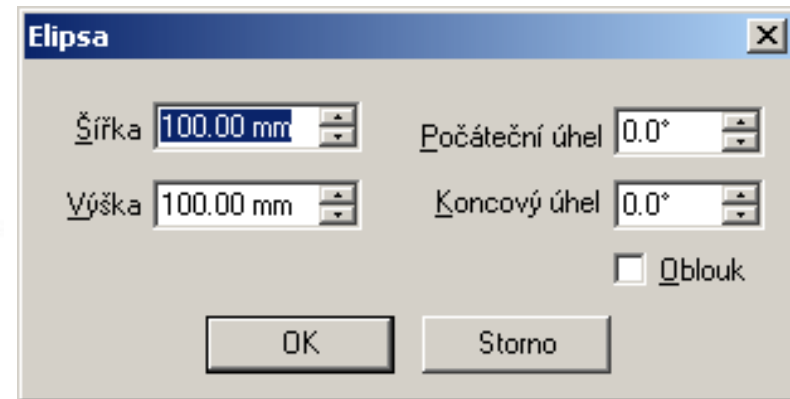 Elipsa
Šířka 100.00 mm Počáteční úhel 0.0°
Výška 100.00 mm Koncový úhel 0.0°
Oblouk
OK Storno